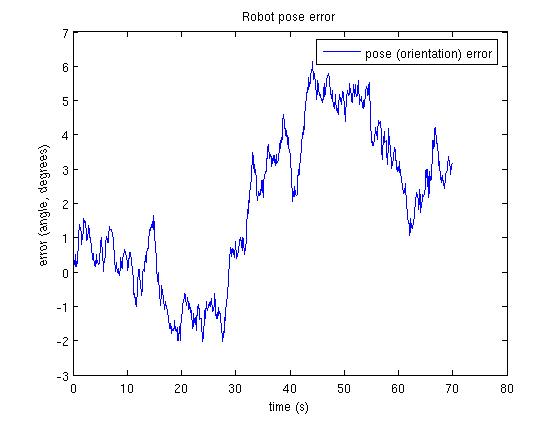 Robot pose error
pose (orientation) error
7
6
5
4
3
2
1
0
-1
-2
-3
error (angle, degrees)
0 10 20 30 40 50 60 70 80
time (s)